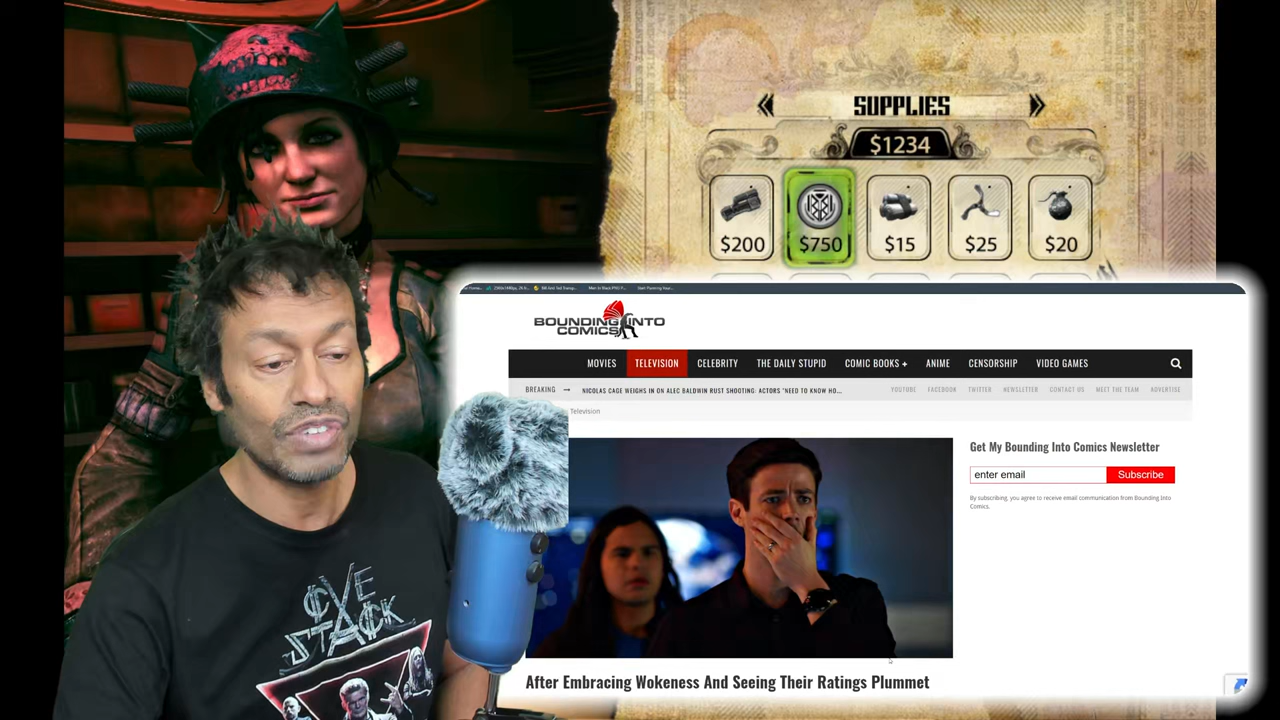 SUPPLIES
$1234
$200
$750
$15
$25
$20
BOUNDING INTO
COMICS
MOVIES TELEVISION CELEBRITY THE DAILY STUPID COMIC BOOKS + ANIME CENSORSHIP VIDEO GAMES
BREAKING → NICOLAS CAGE WEIGHS IN ON ALEC BALDWIN RUST SHOOTING: ACTORS 'NEED TO KNOW HO...
YOUTUBE FACEBOOK TWITTER NEWSLETTER CONTACT US MEET THE TEAM ADVERTISE
Television
Get My Bounding Into Comics Newsletter
enter email
Subscribe
By subscribing, you agree to receive email communication from Bounding Into
Comics.
After Embracing Wokeness And Seeing Their Ratings Plummet
STACK